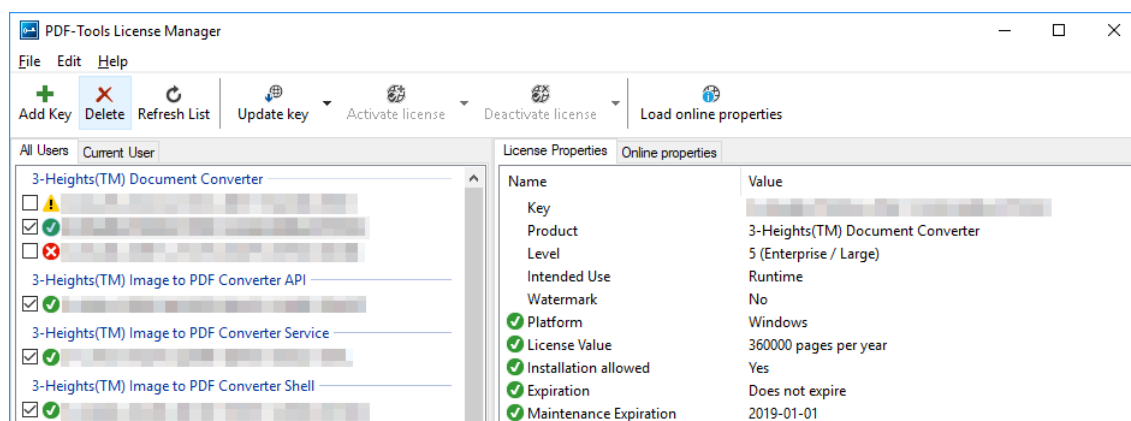 PDF-Tools License Manager
File Edit Help
Add Key Delete Refresh List Update key Activate license Deactivate license Load online properties
All Users Current User
3-Heights(TM) Document Converter
3-Heights(TM) Image to PDF Converter API
3-Heights(TM) Image to PDF Converter Service
3-Heights(TM) Image to PDF Converter Shell
License Properties Online properties
Name Value
Key
Product 3-Heights(TM) Document Converter
Level 5 (Enterprise / Large)
Intended Use Runtime
Watermark No
Platform Windows
License Value 360000 pages per year
Installation allowed Yes
Expiration Does not expire
Maintenance Expiration 2019-01-01